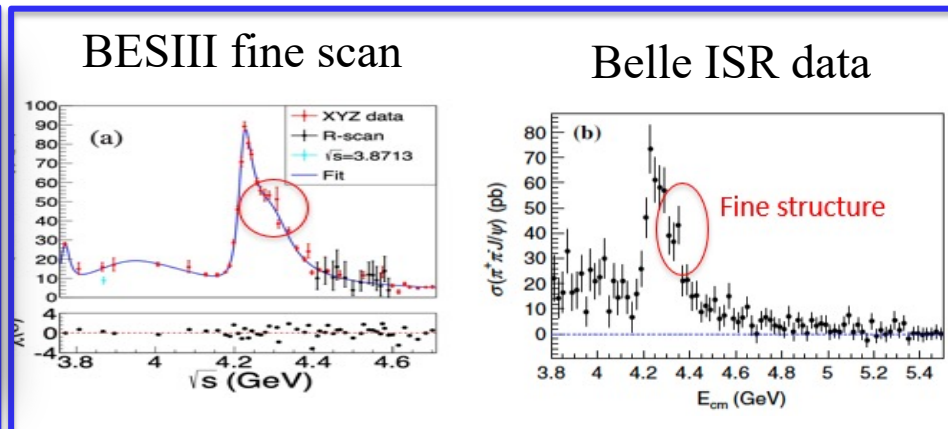 BESIII fine scan
Belle ISR data
100
90
80
70
60
50
40
30
20
10
0
(a)
XYZ data
R-scan
√s=3.8713
Fit
4
2
0
-4
3.8 4 4.2 4.4 4.6
√s (GeV)
σ(π⁺π⁻J/ψ) (pb)
80
70
60
50
40
30
20
10
0
(b)
Fine structure
3.8 4 4.2 4.4 4.6 4.8 5 5.2 5.4
E_cm (GeV)